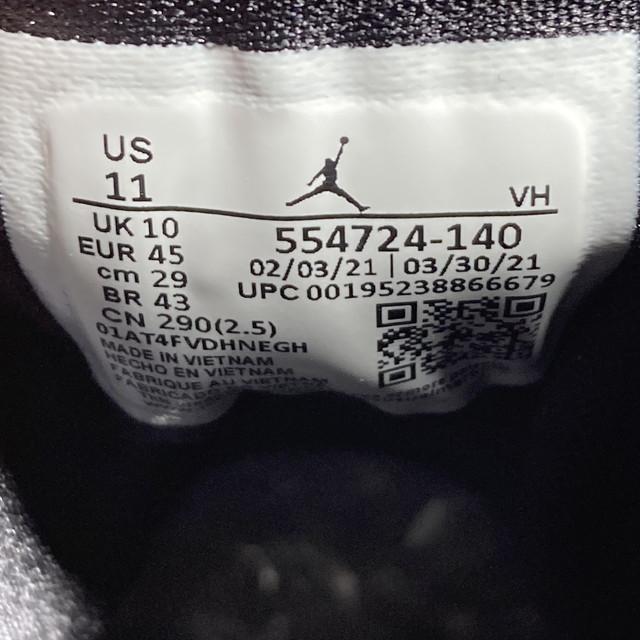 US
11
VH
UK 10
EUR 45
cm 29
BR 43
CN 290(2.5)
554724-140
02/03/21 | 03/30/21
UPC 00195238866679
01AT4FVDHNEGH
MADE IN VIETNAM
HECHO EN VIETNAM
FABRIQUE AU VIETNAM